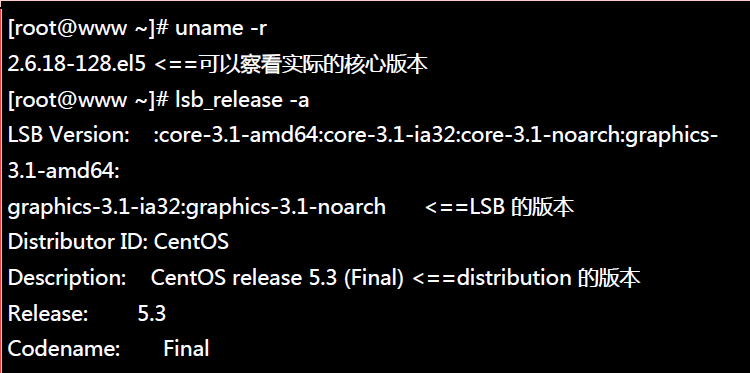 [root@www ~]# uname -r
2.6.18-128.el5 <==可以察看实际的核心版本
[root@www ~]# lsb_release -a
LSB Version:    :core-3.1-amd64:core-3.1-ia32:core-3.1-noarch:graphics-
3.1-amd64:
graphics-3.1-ia32:graphics-3.1-noarch      <==LSB 的版本
Distributor ID: CentOS
Description:    CentOS release 5.3 (Final) <==distribution 的版本
Release:        5.3
Codename:       Final